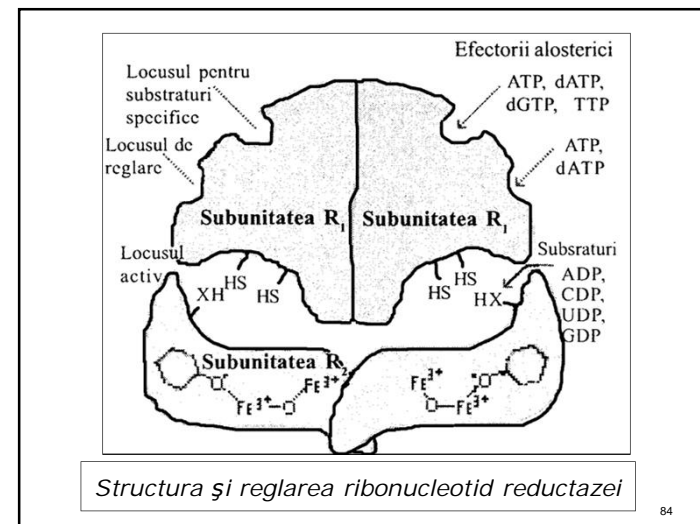 Efectorii alosterici
Locusul pentru
substraturi
specifice
ATP, dATP,
dGTP, TTP
Locusul de
reglare
ATP,
dATP
Subunitatea R1
Subunitatea R1
Locusul
activ
Subsraturi
HS
HS
XH
HS
HS
HX
ADP,
CDP,
UDP,
GDP
Subunitatea R2
O
Fe3+
O
Fe3+
Fe3+
O
Fe3+
O
Structura și reglarea ribonucleotid reductazei
84